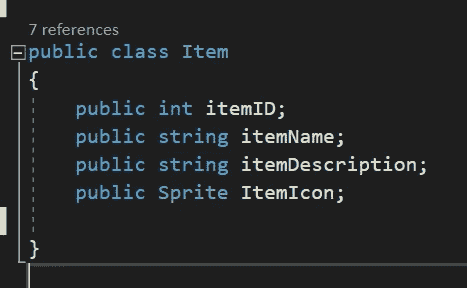 7 references
public class Item
{
public int itemID;
public string itemName;
public string itemDescription;
public Sprite ItemIcon;
}